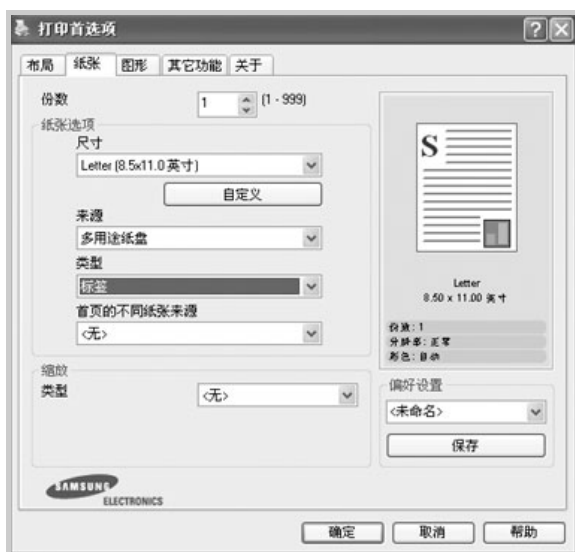 打印首选项
布局 纸张 图形 其它功能 关于
份数 1 (1 - 999)
纸张选项
尺寸
Letter (8.5x11.0 英寸)
自定义
来源
多用途纸盘
类型
标签
首页的不同纸张来源
<无>
缩放
类型 <无>
S
Letter
8.50 x 11.00 英寸
份数: 1
分辨率: 正常
颜色: 自动
偏好设置
<未命名>
保存
SAMSUNG
ELECTRONICS
确定 取消 帮助